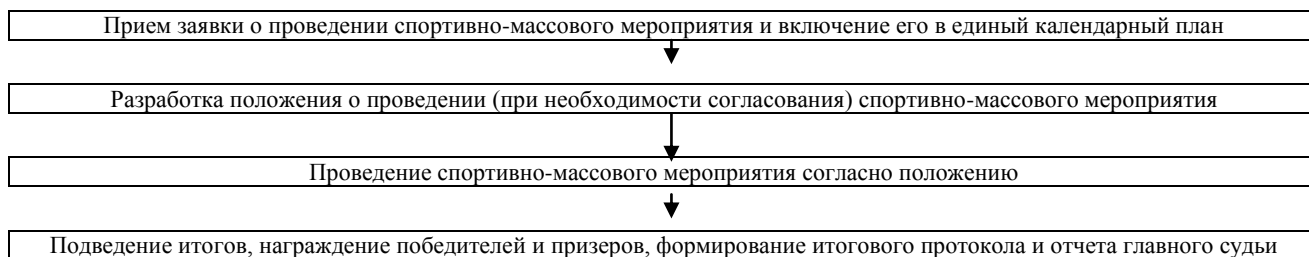 Прием заявки о проведении спортивно-массового мероприятия и включение его в единый календарный план
Разработка положения о проведении (при необходимости согласования) спортивно-массового мероприятия
Проведение спортивно-массового мероприятия согласно положению
Подведение итогов, награждение победителей и призеров, формирование итогового протокола и отчета главного судьи